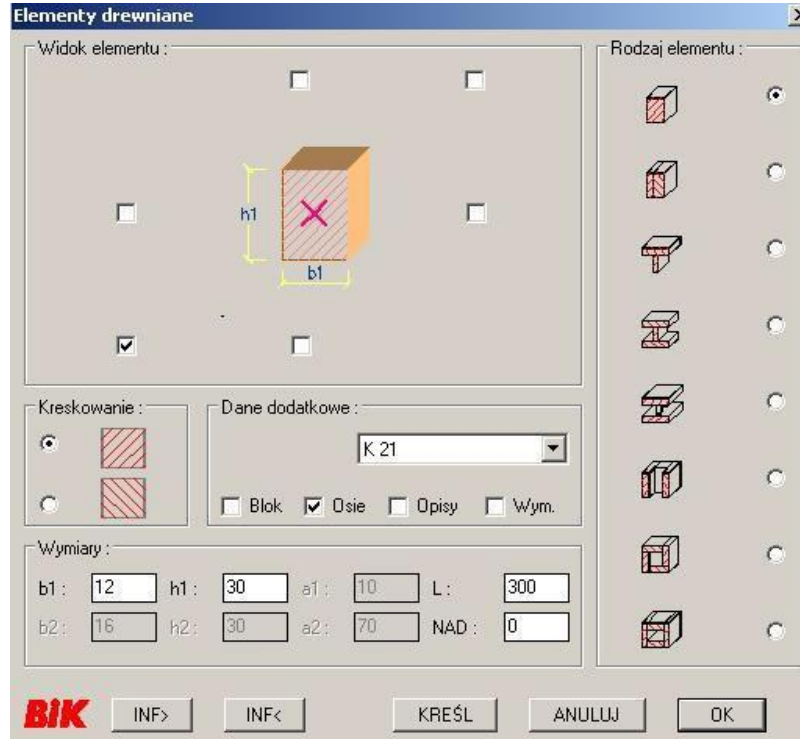 Elementy drewniane
Widok elementu :
Rodzaj elementu :
h1
b1
Kreskowanie :
Dane dodatkowe :
K 21
Blok Osie Opisy Wym.
Wymiary :
b1 : 12 h1 : 30 a1 : 10 L : 300
b2 : 16 h2 : 30 a2 : 70 NAD : 0
BiK INF> INF< KREŚL ANULUJ OK